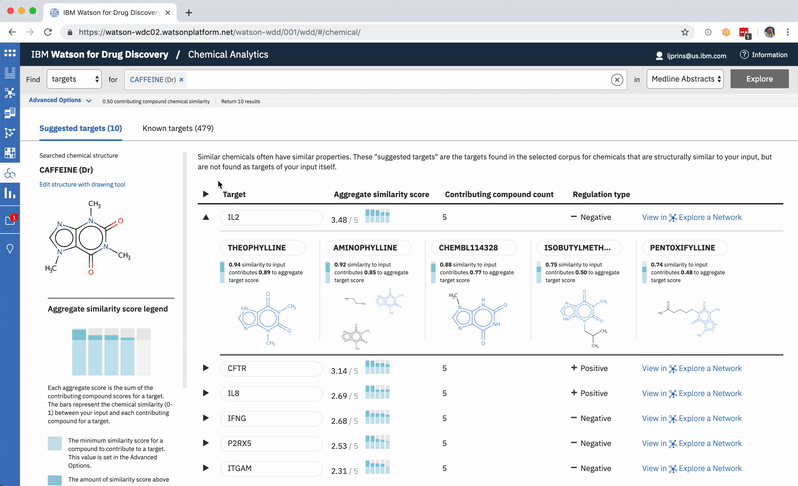 IBM Watson for Drug Discovery
https://watson-wdc02.watsonplatform.net/watson-wdd/001/wdd/#/chemical/
IBM Watson for Drug Discovery / Chemical Analytics
ljprins@us.ibm.com
Information
Find targets for CAFFEINE (Dr) × in Medline Abstracts Explore
Advanced Options 0.50 contributing compound chemical similarity | Return 10 results
Suggested targets (10) Known targets (479)
Searched chemical structure
CAFFEINE (Dr)
Edit structure with drawing tool
CH₃
N
N
O
N
N
CH₃
H₃C
O
Aggregate similarity score legend
Each aggregate score is the sum of the
contributing compound scores for a target.
The bars represent the chemical similarity (0-
1) between your input and each contributing
compound for a target.
The minimum similarity score for a
compound to contribute to a target.
This value is set in the Advanced
Options.
The amount of similarity score above
Similar chemicals often have similar properties. These "suggested targets" are the targets found in the selected corpus for chemicals that are structurally similar to your input, but
are not found as targets of your input itself.
Target Aggregate similarity score Contributing compound count Regulation type
IL2 3.48 / 5 5 − Negative View in Explore a Network
THEOPHYLLINE
0.94 similarity to input
contributes 0.89 to aggregate
target score
AMINOPHYLLINE
0.92 similarity to input
contributes 0.85 to aggregate
target score
CHEMBL114328
0.88 similarity to input
contributes 0.77 to aggregate
target score
ISOBUTYLMETH...
0.75 similarity to input
contributes 0.50 to aggregate
target score
PENTOXIFYLLINE
0.74 similarity to input
contributes 0.48 to aggregate
target score
CFTR 3.14 / 5 5 + Positive View in Explore a Network
IL8 2.69 / 5 5 + Positive View in Explore a Network
IFNG 2.68 / 5 5 − Negative View in Explore a Network
P2RX5 2.53 / 5 5 − Negative View in Explore a Network
ITGAM 2.31 / 5 5 − Negative View in Explore a Network